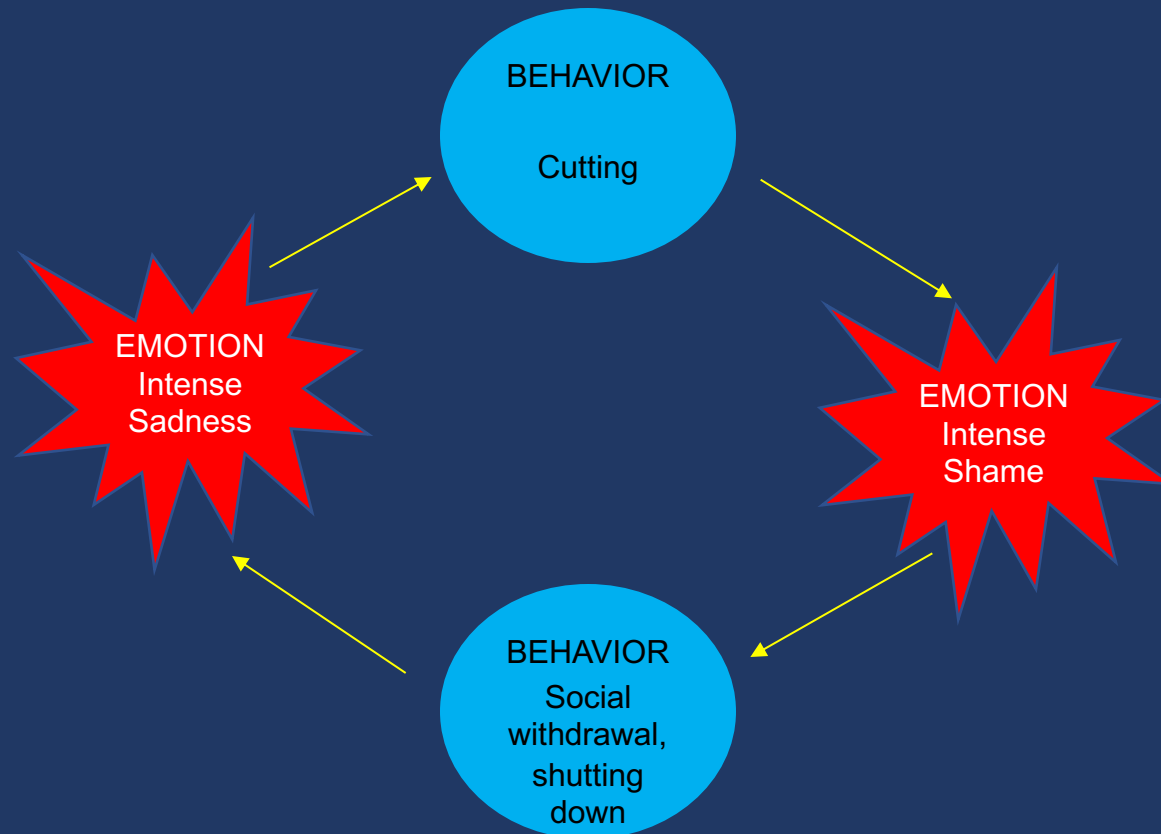 BEHAVIOR
Cutting
EMOTION
Intense
Sadness
EMOTION
Intense
Shame
BEHAVIOR
Social
withdrawal,
shutting
down